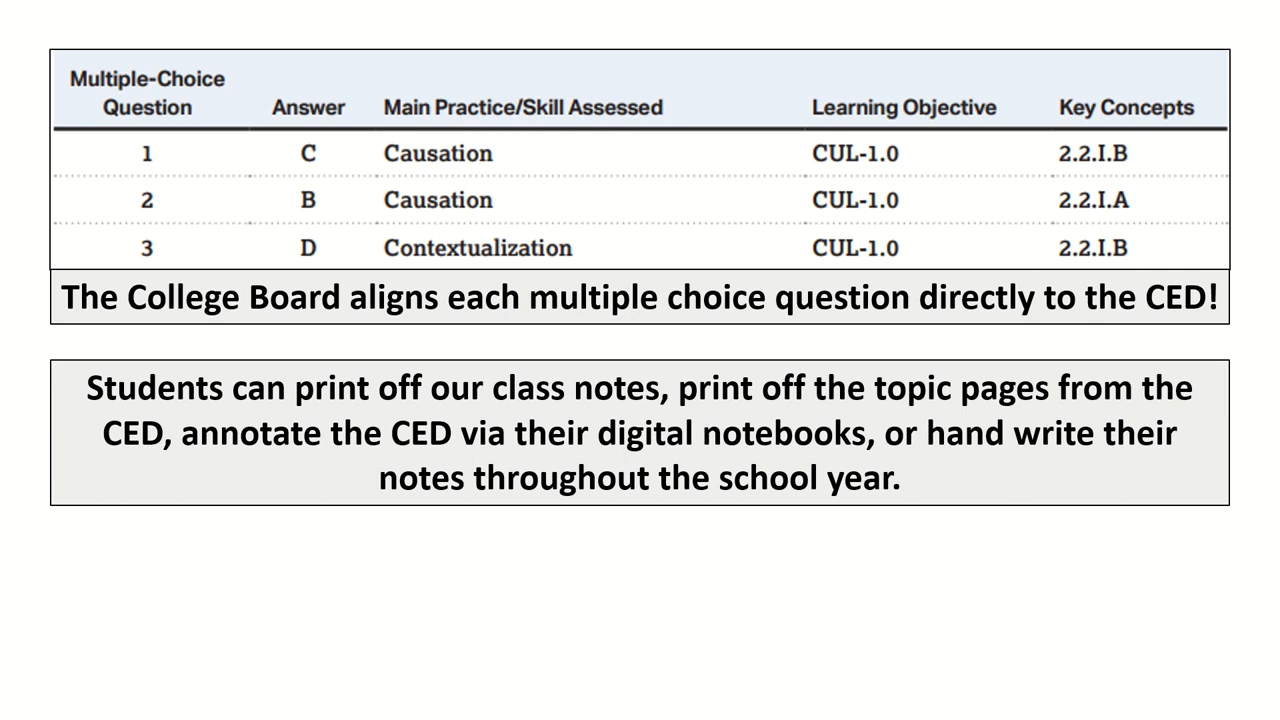 Multiple-Choice
Question Answer Main Practice/Skill Assessed Learning Objective Key Concepts
1 C Causation CUL-1.0 2.2.I.B
2 B Causation CUL-1.0 2.2.I.A
3 D Contextualization CUL-1.0 2.2.I.B
The College Board aligns each multiple choice question directly to the CED!
Students can print off our class notes, print off the topic pages from the
CED, annotate the CED via their digital notebooks, or hand write their
notes throughout the school year.